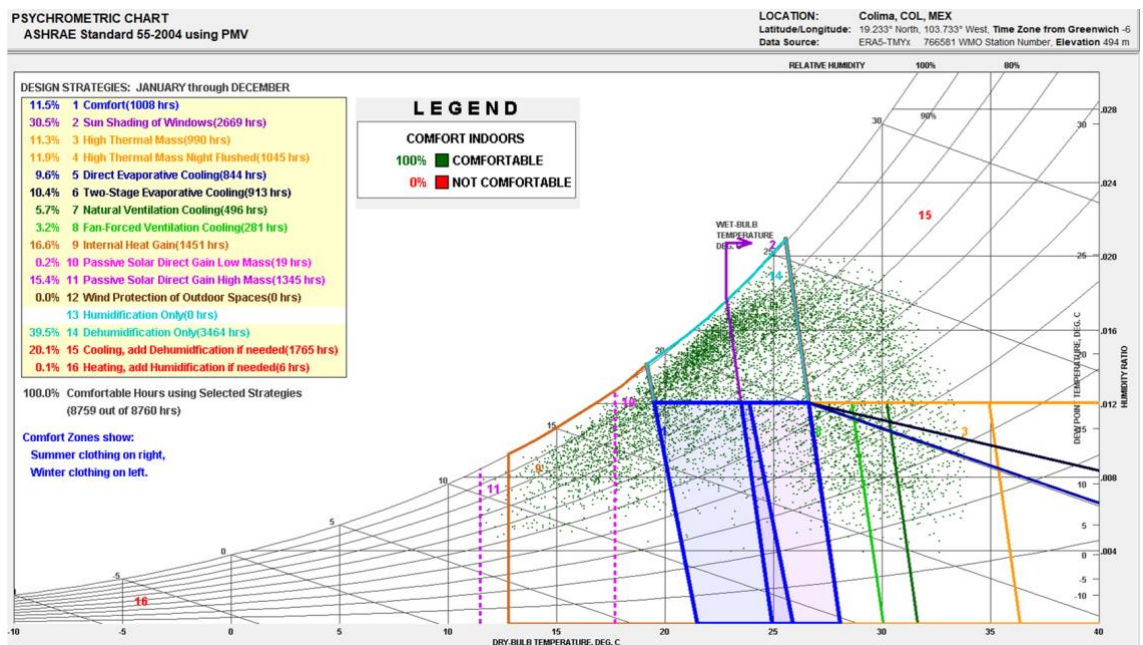 PSYCHROMETRIC CHART
ASHRAE Standard 55-2004 using PMV
LOCATION: Colima, COL, MEX
Latitude/Longitude: 19.233° North, 103.733° West, Time Zone from Greenwich -6
Data Source: ERA5-TMYx 766581 WMO Station Number, Elevation 494 m
RELATIVE HUMIDITY 100% 80%
DESIGN STRATEGIES: JANUARY through DECEMBER
11.5% 1 Comfort(1008 hrs)
30.5% 2 Sun Shading of Windows(2669 hrs)
11.3% 3 High Thermal Mass(990 hrs)
11.9% 4 High Thermal Mass Night Flushed(1045 hrs)
9.6% 5 Direct Evaporative Cooling(844 hrs)
10.4% 6 Two-Stage Evaporative Cooling(913 hrs)
5.7% 7 Natural Ventilation Cooling(496 hrs)
3.2% 8 Fan-Forced Ventilation Cooling(281 hrs)
16.6% 9 Internal Heat Gain(1451 hrs)
0.2% 10 Passive Solar Direct Gain Low Mass(19 hrs)
15.4% 11 Passive Solar Direct Gain High Mass(1345 hrs)
0.0% 12 Wind Protection of Outdoor Spaces(0 hrs)
13 Humidification Only(0 hrs)
39.5% 14 Dehumidification Only(3464 hrs)
20.1% 15 Cooling, add Dehumidfication if needed(1765 hrs)
0.1% 16 Heating, add Humidification if needed(6 hrs)
100.0% Comfortable Hours using Selected Strategies
(8759 out of 8760 hrs)
Comfort Zones show:
Summer clothing on right,
Winter clothing on left.
LEGEND
COMFORT INDOORS
100% COMFORTABLE
0% NOT COMFORTABLE
WET-BULB
TEMPERATURE
DEG. C
90%
30
25
20
15
10
5
0
-5
2
14
15
10
11
9
3
16
30
25
20
15
10
5
0
-5
-10
DEW POINT TEMPERATURE, DEG. C
.028
.024
.020
.016
.012
.008
.004
HUMIDITY RATIO
-10 -5 0 5 10 15 20 25 30 35 40
DRY-BULB TEMPERATURE, DEG. C